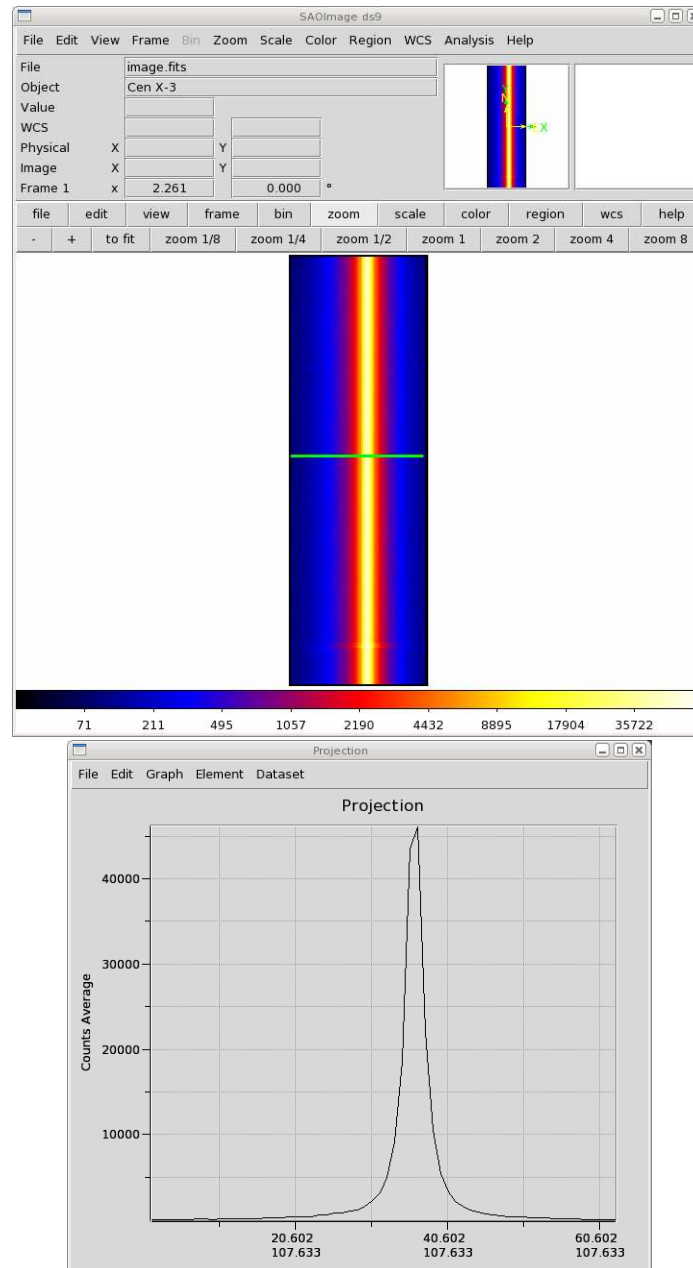 SAOImage ds9
File Edit View Frame Bin Zoom Scale Color Region WCS Analysis Help
File image.fits
Object Cen X-3
Value
WCS
Physical X Y
Image X Y
Frame 1 x 2.261 0.000 °
Y
N
X
file edit view frame bin zoom scale color region wcs help
- + to fit zoom 1/8 zoom 1/4 zoom 1/2 zoom 1 zoom 2 zoom 4 zoom 8
71 211 495 1057 2190 4432 8895 17904 35722
Projection
File Edit Graph Element Dataset
Projection
40000
30000
20000
10000
Counts Average
20.602 40.602 60.602
107.633 107.633 107.633